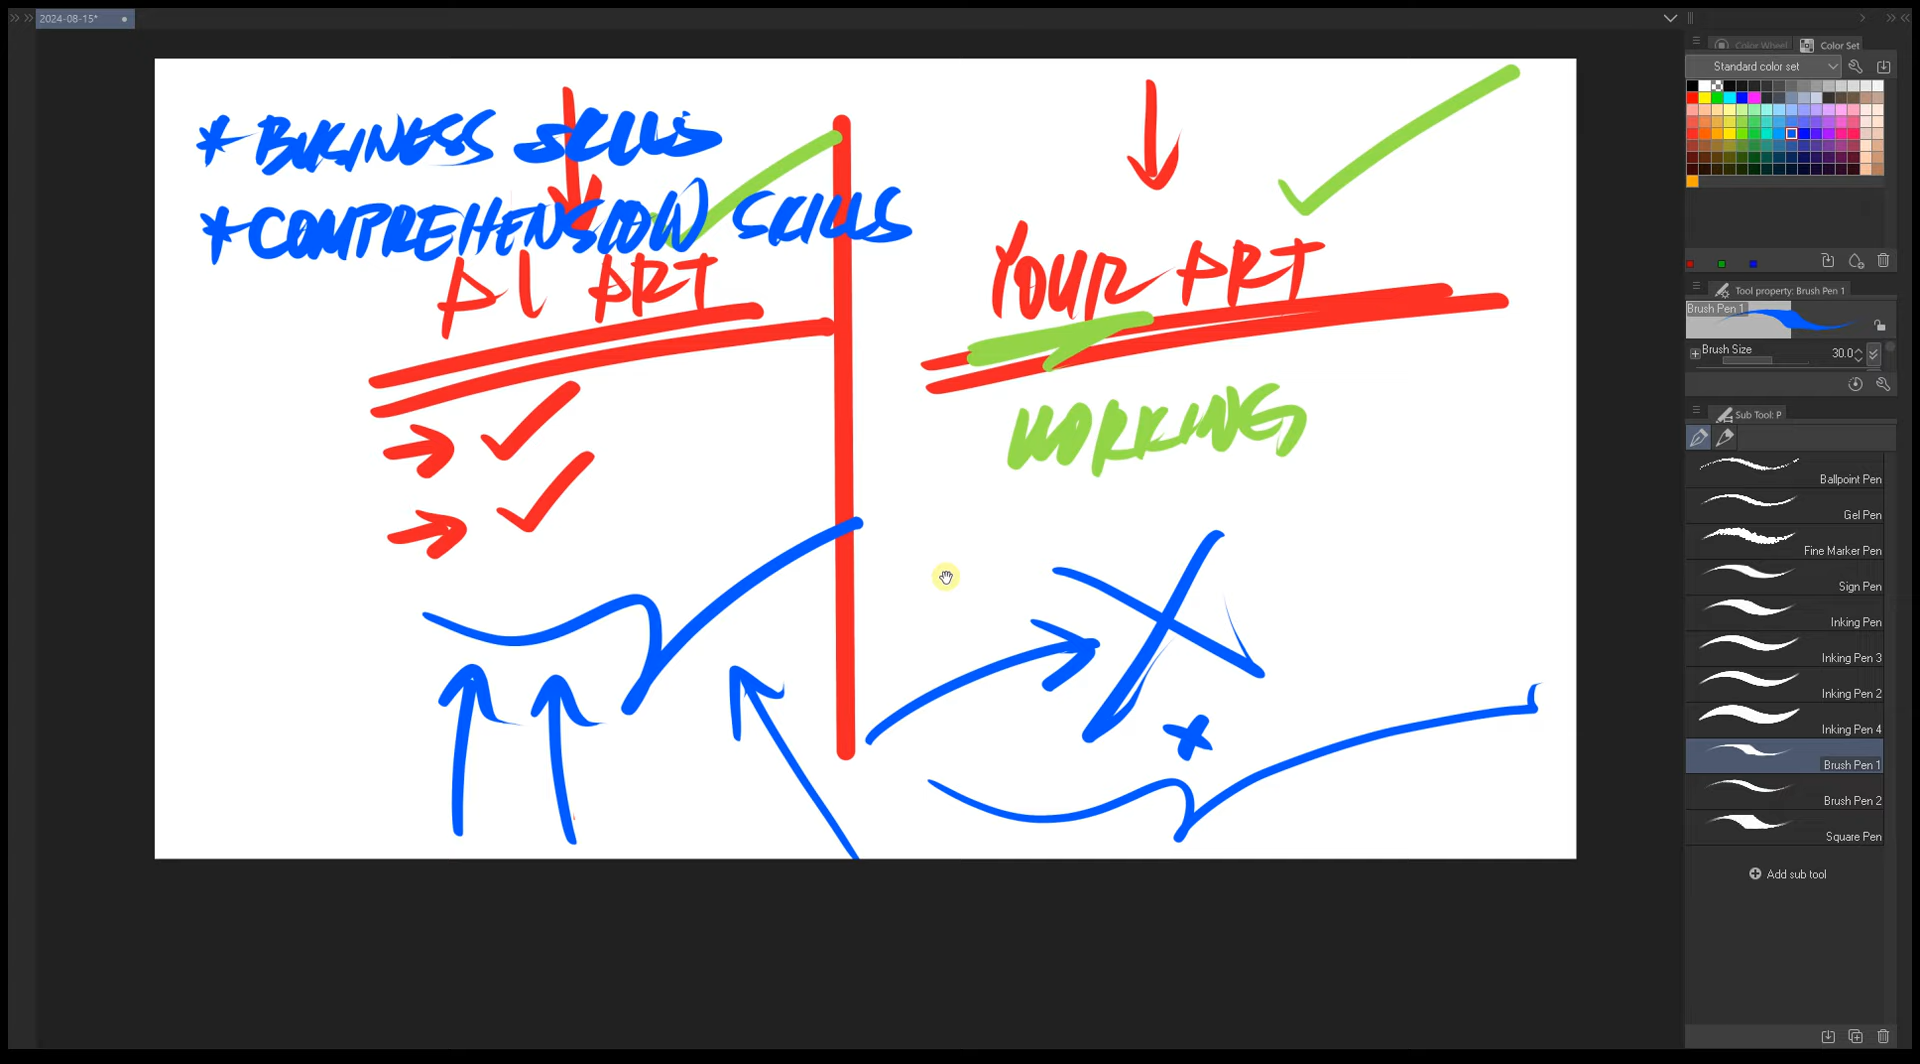 2024-08-15*
Color Wheel
Color Set
Standard color set
* BUSINESS SKILLS
* COMPREHENSION SKILLS
AI ART
YOUR ART
WORKING
Tool property: Brush Pen 1
Brush Pen 1
Brush Size 30.0
Sub Tool: P
Ballpoint Pen
Gel Pen
Fine Marker Pen
Sign Pen
Inking Pen
Inking Pen 3
Inking Pen 2
Inking Pen 4
Brush Pen 1
Brush Pen 2
Square Pen
Add sub tool